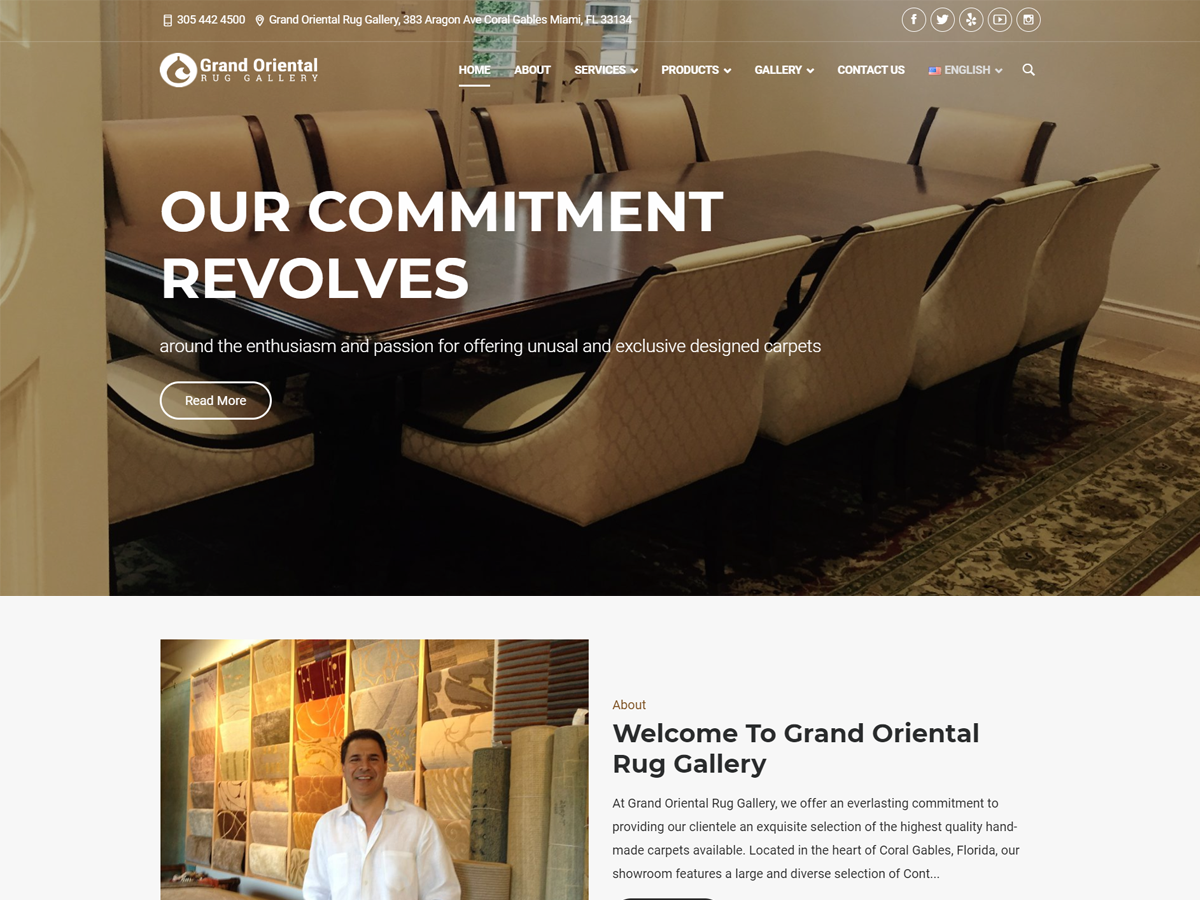 305 442 4500 Grand Oriental Rug Gallery, 383 Aragon Ave Coral Gables Miami, FL 33134
Grand Oriental
RUG GALLERY
HOME ABOUT SERVICES PRODUCTS GALLERY CONTACT US ENGLISH
OUR COMMITMENT
REVOLVES
around the enthusiasm and passion for offering unusal and exclusive designed carpets
Read More
About
Welcome To Grand Oriental
Rug Gallery
At Grand Oriental Rug Gallery, we offer an everlasting commitment to
providing our clientele an exquisite selection of the highest quality hand-
made carpets available. Located in the heart of Coral Gables, Florida, our
showroom features a large and diverse selection of Cont...